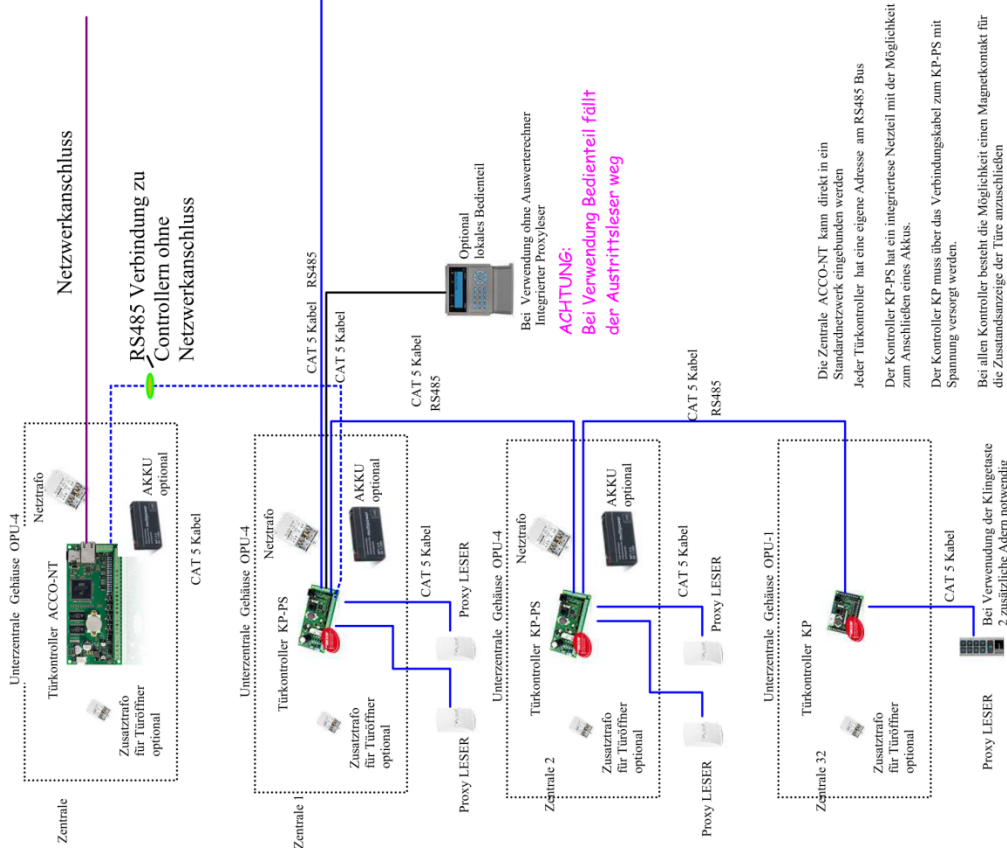 Zentrale
Unterzentrale Gehäuse OPU-4
Türkontroller ACCO-NT
Netztrafo
Zusatztrafo
für Türöffner
optional
AKKU
optional
CAT 5 Kabel
Netzwerkanschluss
RS485 Verbindung zu
Controllern ohne
Netzwerkanschluss
Zentrale 1
Unterzentrale Gehäuse OPU-4
Türkontroller KP-PS
Netztrafo
Zusatztrafo
für Türöffner
optional
AKKU
optional
CAT 5 Kabel
Proxy LESER
Proxy LESER
CAT 5 Kabel RS485
CAT 5 Kabel
CAT 5 Kabel
RS485
Optional
lokales Bedienteil
Bei Verwendung ohne Auswerterechner
Integrierter Proxyleser
ACHTUNG:
Bei Verwendung Bedienteil fällt
der Austrittsleser weg
Zentrale 2
Unterzentrale Gehäuse OPU-4
Türkontroller KP-PS
Netztrafo
Zusatztrafo
für Türöffner
optional
AKKU
optional
CAT 5 Kabel
Proxy LESER
Proxy LESER
CAT 5 Kabel
RS485
Zentrale 32
Unterzentrale Gehäuse OPU-1
Türkontroller KP
Zusatztrafo
für Türöffner
optional
CAT 5 Kabel
Proxy LESER
Bei Verwenudung der Klingetaste
2 zusätzliche Adern notwendig
Die Zentrale ACCO-NT kann direkt in ein
Standardnetzwerk eingebunden werden
Jeder Türkontroller hat eine eigene Adresse am RS485 Bus
Der Kontroller KP-PS hat ein integriertese Netzteil mit der Möglichkeit
zum Anschließen eines Akkus.
Der Kontroller KP muss über das Verbindungskabel zum KP-PS mit
Spannung versorgt werden.
Bei allen Kontroller besteht die Möglichkeit einen Magnetkontakt für
die Zusatandsanzeige der Türe anzuschließen